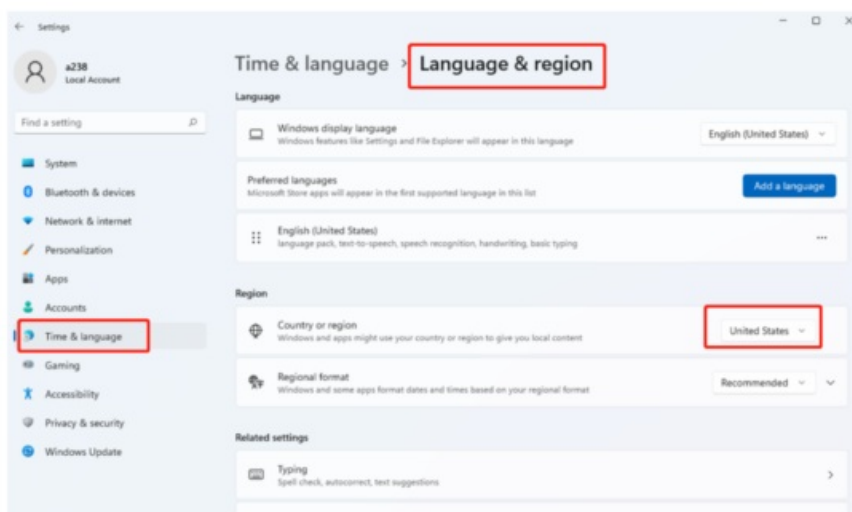 Settings
a238
Local Account
Time & language › Language & region
Find a setting
System
Bluetooth & devices
Network & internet
Personalization
Apps
Accounts
Time & language
Gaming
Accessibility
Privacy & security
Windows Update
Language
Windows display language
Windows features like Settings and File Explorer will appear in this language
English (United States)
Preferred languages
Microsoft Store apps will appear in the first supported language in this list
Add a language
English (United States)
language pack, text-to-speech, speech recognition, handwriting, basic typing
Region
Country or region
Windows and apps might use your country or region to give you local content
United States
Regional format
Windows and some apps format dates and times based on your regional format
Recommended
Related settings
Typing
Spell check, autocorrect, text suggestions